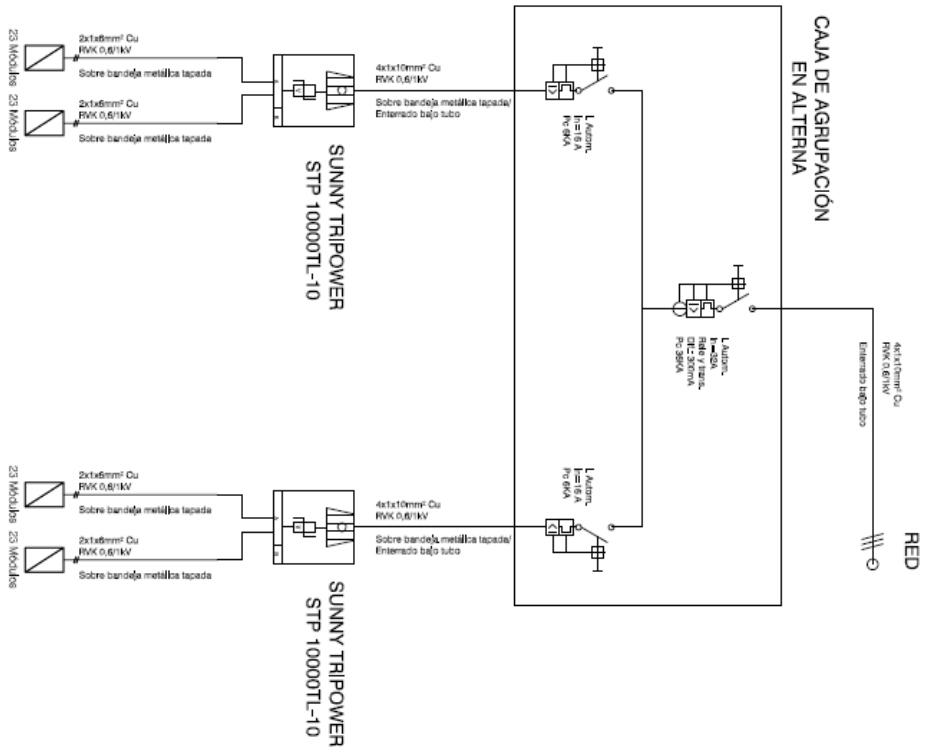 CAJA DE AGRUPACIÓN
EN ALTERNA
RED
4x1x10mm² Cu
RVK 0,6/1kV
Enterrado bajo tubo
I. Autom.
In=32A
Rele y trans.
Dif.: 300mA
Pc 36KA
I. Autom.
In=16 A
Pc 6KA
I. Autom.
In=16 A
Pc 6KA
4x1x10mm² Cu
RVK 0,6/1kV
Sobre bandeja metálica tapada/
Enterrado bajo tubo
4x1x10mm² Cu
RVK 0,6/1kV
Sobre bandeja metálica tapada/
Enterrado bajo tubo
SUNNY TRIPOWER
STP 10000TL-10
SUNNY TRIPOWER
STP 10000TL-10
2x1x6mm² Cu
RVK 0,6/1kV
Sobre bandeja metálica tapada
2x1x6mm² Cu
RVK 0,6/1kV
Sobre bandeja metálica tapada
2x1x6mm² Cu
RVK 0,6/1kV
Sobre bandeja metálica tapada
2x1x6mm² Cu
RVK 0,6/1kV
Sobre bandeja metálica tapada
23 Módulos
23 Módulos
23 Módulos
23 Módulos